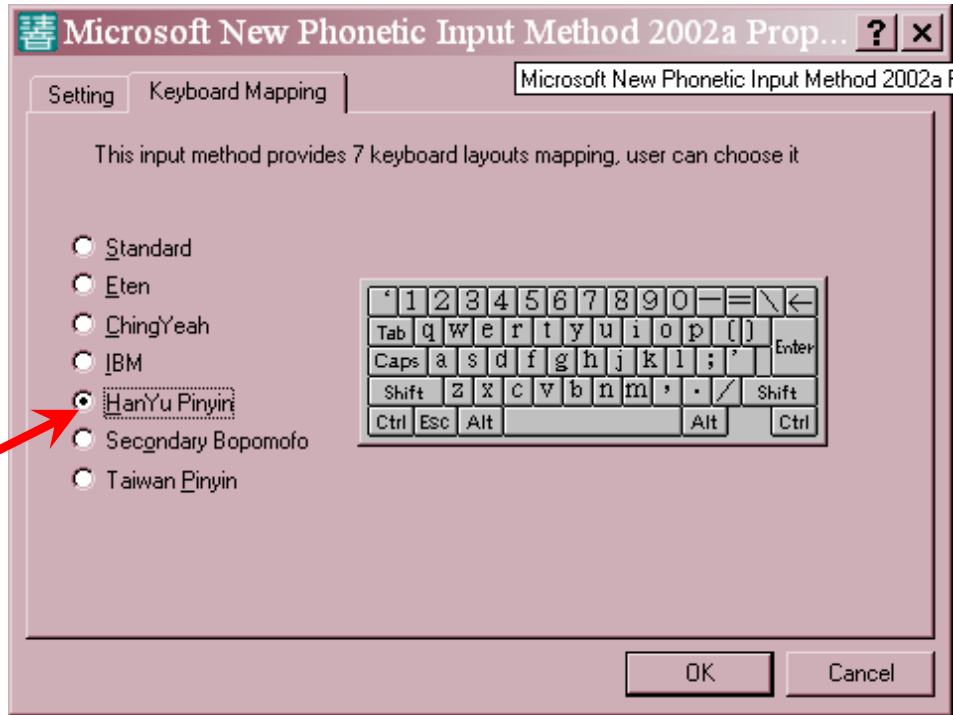 譱 Microsoft New Phonetic Input Method 2002a Prop... ? ×
Microsoft New Phonetic Input Method 2002a
Setting Keyboard Mapping
This input method provides 7 keyboard layouts mapping, user can choose it
Standard
Eten
ChingYeah
IBM
HanYu Pinyin
Secondary Bopomofo
Taiwan Pinyin
‘ 1 2 3 4 5 6 7 8 9 0 — = \ ←
Tab q w e r t y u i o p [ ] Enter
Caps a s d f g h j k l ; ’
Shift z x c v b n m , . / Shift
Ctrl Esc Alt Alt Ctrl
OK Cancel